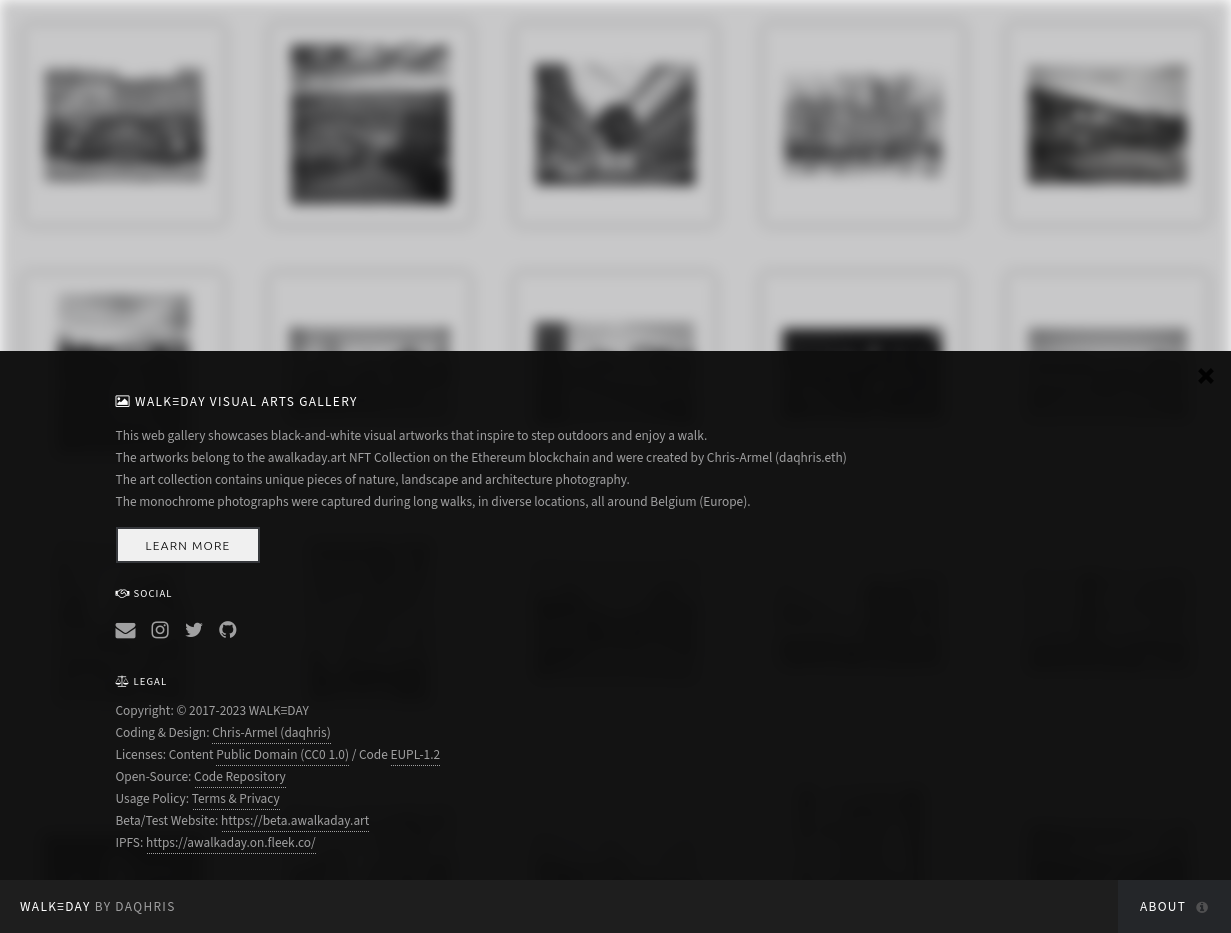 WALK≡DAY VISUAL ARTS GALLERY
This web gallery showcases black-and-white visual artworks that inspire to step outdoors and enjoy a walk.
The artworks belong to the awalkaday.art NFT Collection on the Ethereum blockchain and were created by Chris-Armel (daqhris.eth)
The art collection contains unique pieces of nature, landscape and architecture photography.
The monochrome photographs were captured during long walks, in diverse locations, all around Belgium (Europe).
LEARN MORE
SOCIAL
LEGAL
Copyright: © 2017-2023 WALK≡DAY
Coding & Design: Chris-Armel (daqhris)
Licenses: Content Public Domain (CC0 1.0) / Code EUPL-1.2
Open-Source: Code Repository
Usage Policy: Terms & Privacy
Beta/Test Website: https://beta.awalkaday.art
IPFS: https://awalkaday.on.fleek.co/
WALK≡DAY BY DAQHRIS
ABOUT